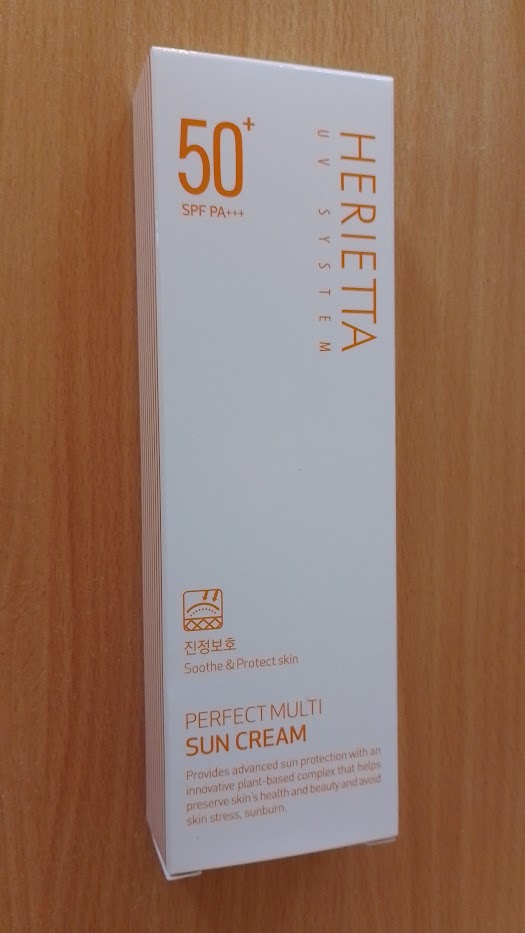 50+
SPF PA+++
HERIETTA
UV SYSTEM
진정보호
Soothe & Protect skin
PERFECT MULTI
SUN CREAM
Provides advanced sun protection with an
innovative plant-based complex that helps
preserve skin's health and beauty and avoid
skin stress, sunburn.